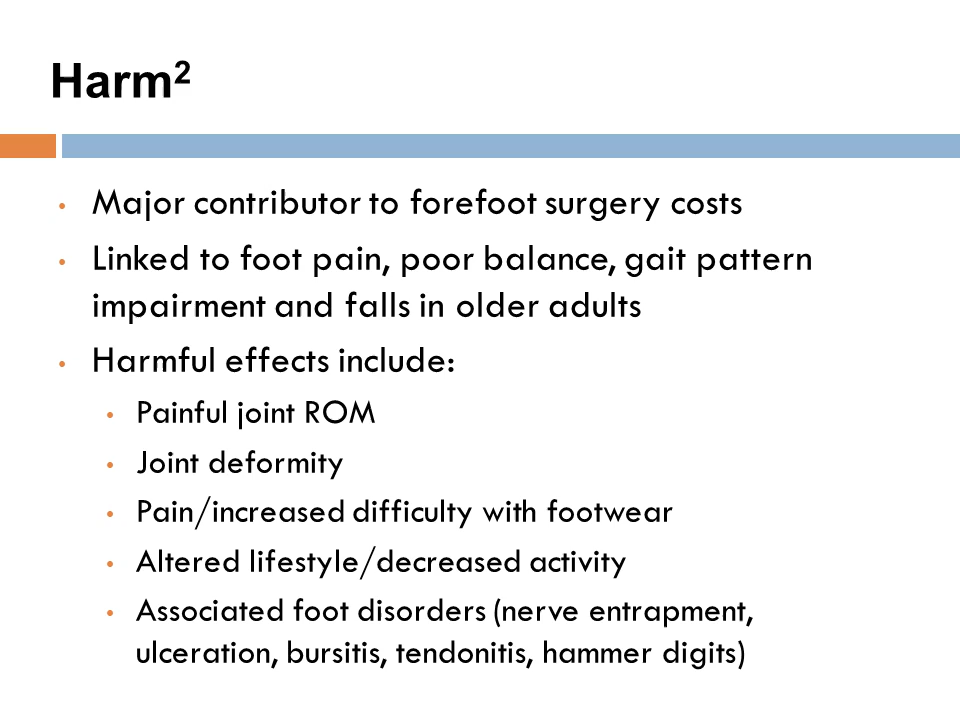 Harm²
• Major contributor to forefoot surgery costs
• Linked to foot pain, poor balance, gait pattern
impairment and falls in older adults
• Harmful effects include:
• Painful joint ROM
• Joint deformity
• Pain/increased difficulty with footwear
• Altered lifestyle/decreased activity
• Associated foot disorders (nerve entrapment,
ulceration, bursitis, tendonitis, hammer digits)